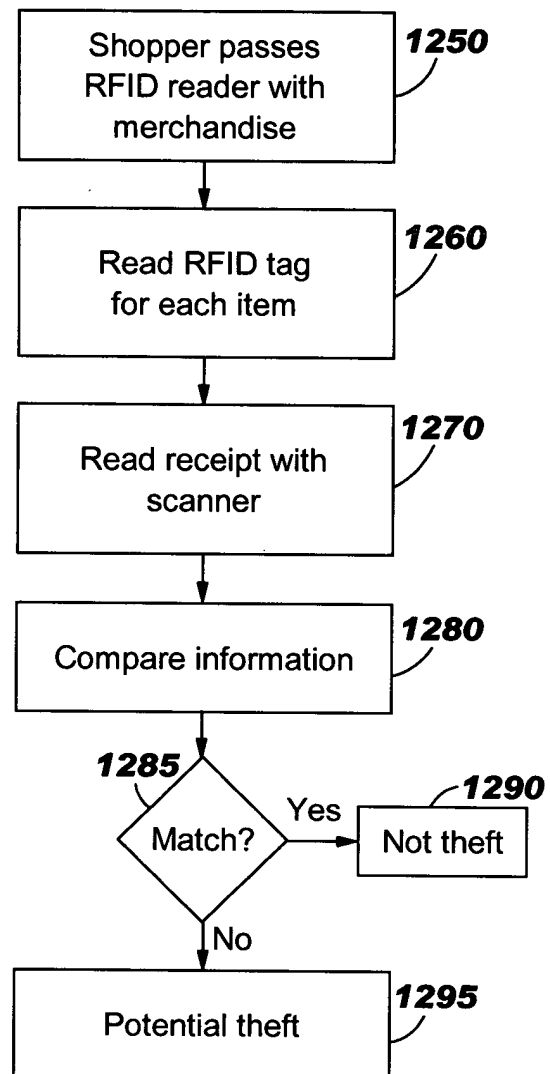 Shopper passes
RFID reader with
merchandise
1250
Read RFID tag
for each item
1260
Read receipt with
scanner
1270
Compare information
1280
1285
Match?
Yes
1290
Not theft
No
Potential theft
1295